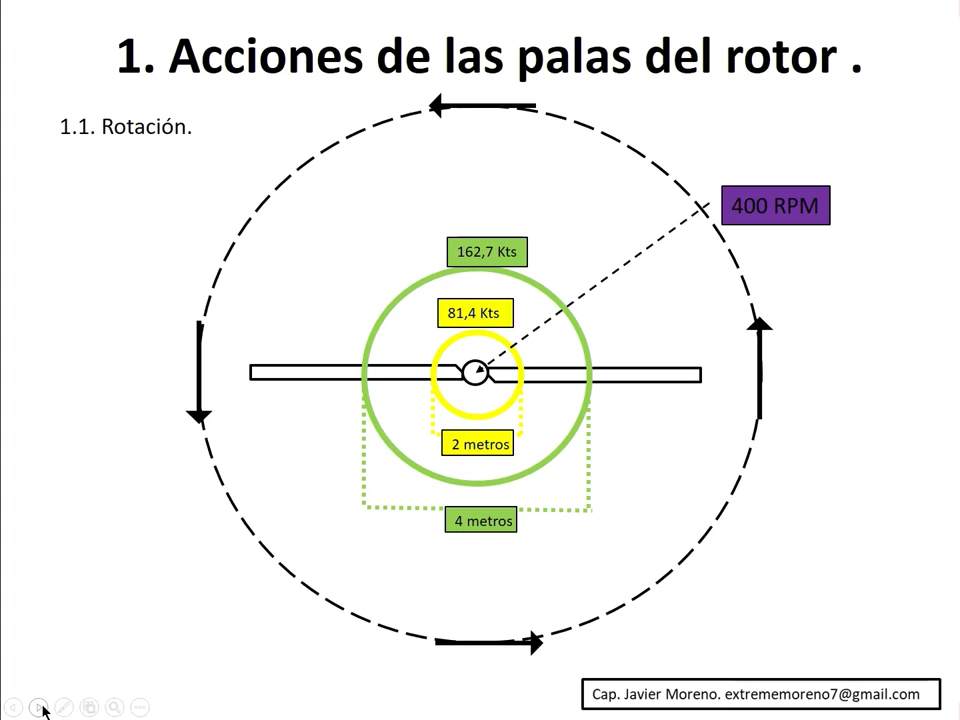 1. Acciones de las palas del rotor .
1.1. Rotación.
400 RPM
162,7 Kts
81,4 Kts
2 metros
4 metros
Cap. Javier Moreno. extrememoreno7@gmail.com